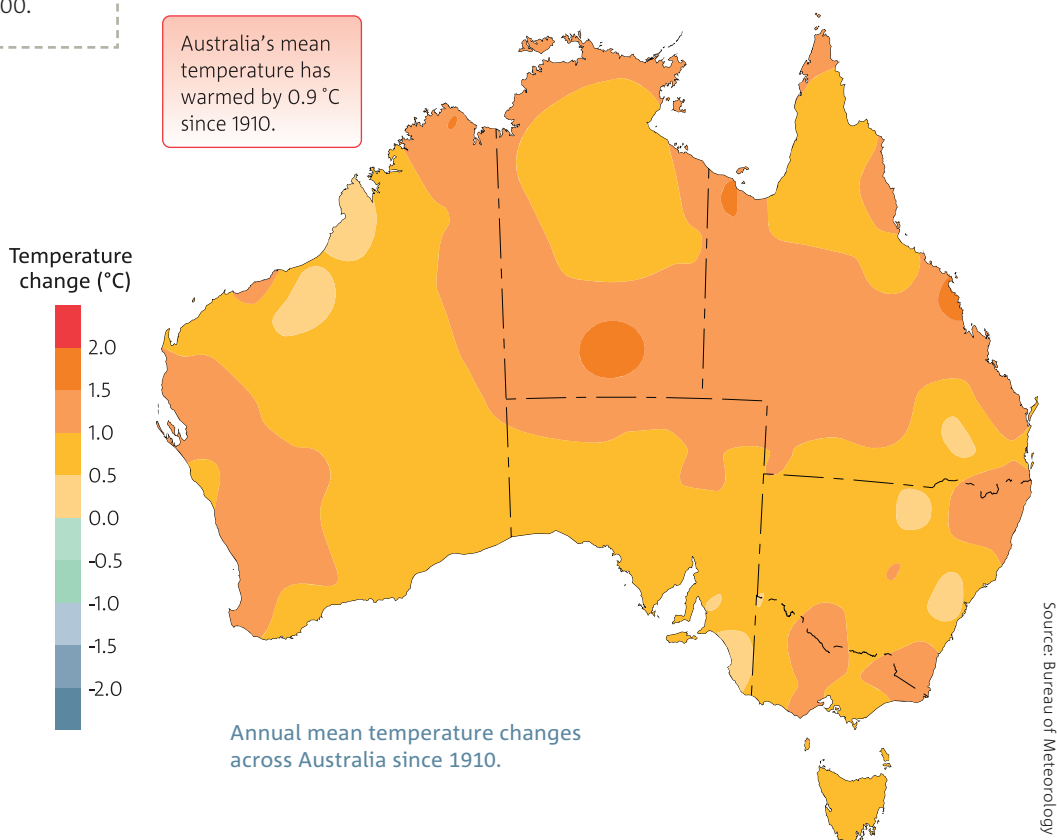 00.
Australia's mean
temperature has
warmed by 0.9 °C
since 1910.
Temperature
change (°C)
2.0
1.5
1.0
0.5
0.0
-0.5
-1.0
-1.5
-2.0
Annual mean temperature changes
across Australia since 1910.
Source: Bureau of Meteorology